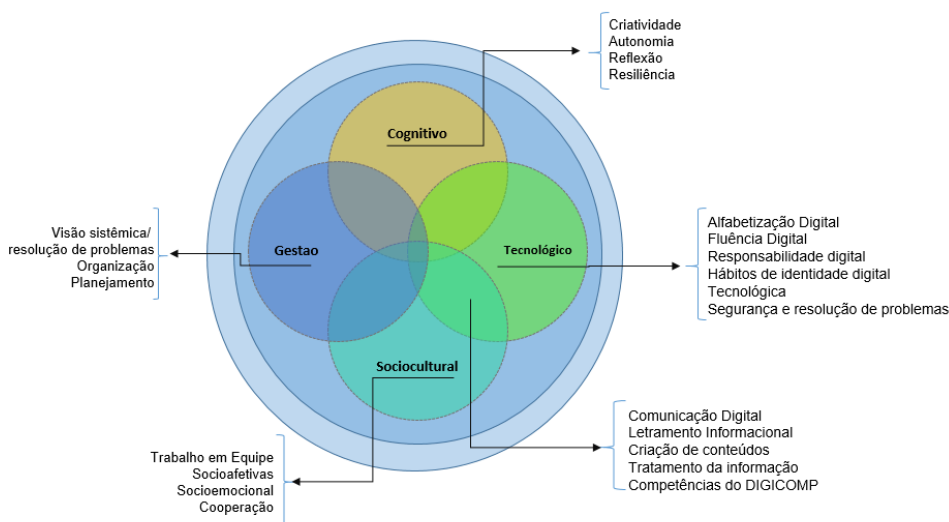 Criatividade
Autonomia
Reflexão
Resiliência
Cognitivo
Visão sistêmica/
resolução de problemas
Organização
Planejamento
Gestao
Tecnológico
Alfabetização Digital
Fluência Digital
Responsabilidade digital
Hábitos de identidade digital
Tecnológica
Segurança e resolução de problemas
Sociocultural
Trabalho em Equipe
Socioafetivas
Socioemocional
Cooperação
Comunicação Digital
Letramento Informacional
Criação de conteúdos
Tratamento da informação
Competências do DIGICOMP